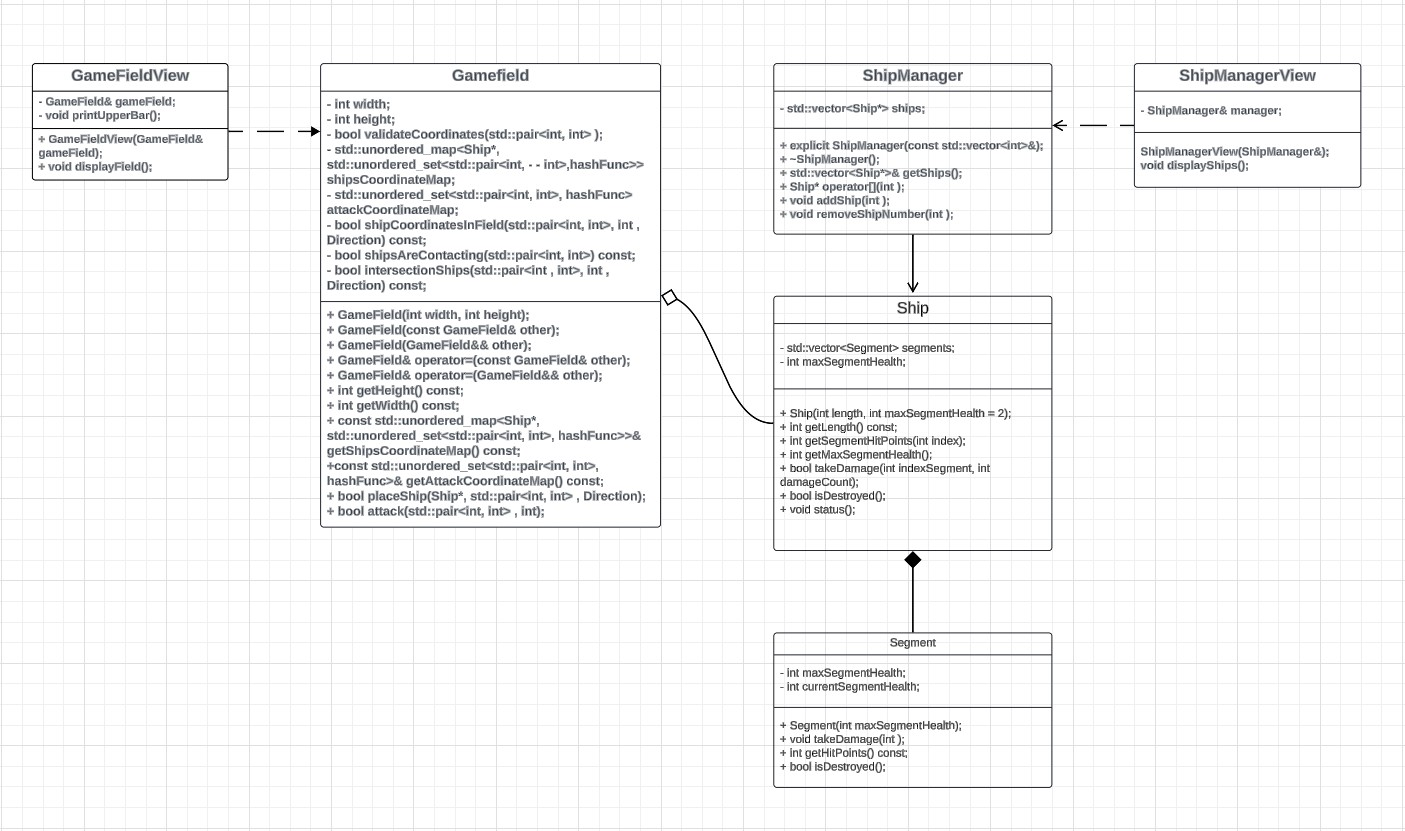 GameFieldView
- GameField& gameField;
- void printUpperBar();
+ GameFieldView(GameField&
gameField);
+ void displayField();
Gamefield
- int width;
- int height;
- bool validateCoordinates(std::pair<int, int> );
- std::unordered_map<Ship*,
std::unordered_set<std::pair<int, - - int>,hashFunc>>
shipsCoordinateMap;
- std::unordered_set<std::pair<int, int>, hashFunc>
attackCoordinateMap;
- bool shipCoordinatesInField(std::pair<int, int>, int ,
Direction) const;
- bool shipsAreContacting(std::pair<int, int>) const;
- bool intersectionShips(std::pair<int , int>, int ,
Direction) const;
+ GameField(int width, int height);
+ GameField(const GameField& other);
+ GameField(GameField&& other);
+ GameField& operator=(const GameField& other);
+ GameField& operator=(GameField&& other);
+ int getHeight() const;
+ int getWidth() const;
+ const std::unordered_map<Ship*,
std::unordered_set<std::pair<int, int>, hashFunc>>&
getShipsCoordinateMap() const;
+const std::unordered_set<std::pair<int, int>,
hashFunc>& getAttackCoordinateMap() const;
+ bool placeShip(Ship*, std::pair<int, int> , Direction);
+ bool attack(std::pair<int, int> , int);
ShipManager
- std::vector<Ship*> ships;
+ explicit ShipManager(const std::vector<int>&);
+ ~ShipManager();
+ std::vector<Ship*>& getShips();
+ Ship* operator[](int );
+ void addShip(int );
+ void removeShipNumber(int );
ShipManagerView
- ShipManager& manager;
ShipManagerView(ShipManager&);
void displayShips();
Ship
- std::vector<Segment> segments;
- int maxSegmentHealth;
+ Ship(int length, int maxSegmentHealth = 2);
+ int getLength() const;
+ int getSegmentHitPoints(int index);
+ int getMaxSegmentHealth();
+ bool takeDamage(int indexSegment, int
damageCount);
+ bool isDestroyed();
+ void status();
Segment
- int maxSegmentHealth;
- int currentSegmentHealth;
+ Segment(int maxSegmentHealth);
+ void takeDamage(int );
+ int getHitPoints() const;
+ bool isDestroyed();